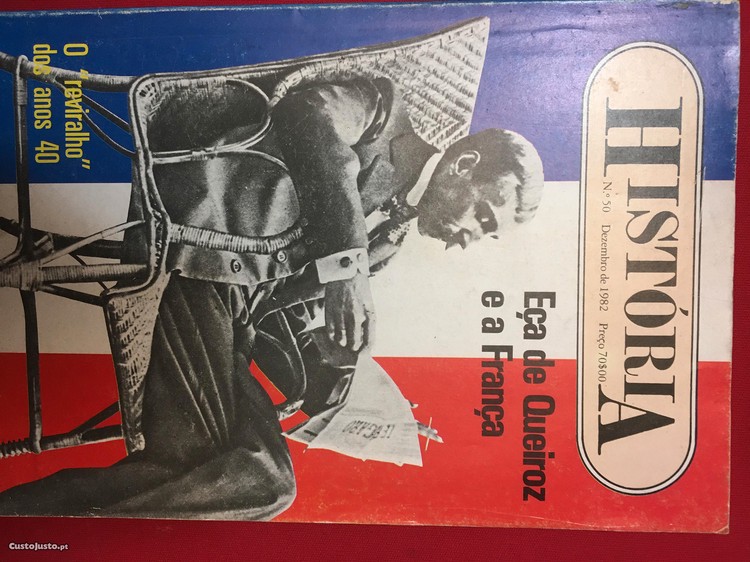 HISTÓRIA
N.º 50 Dezembro de 1982 Preço 70$00
Eça de Queiroz
e a França
LE FIGARO
O "reviralho"
dos anos 40
CustoJusto.pt